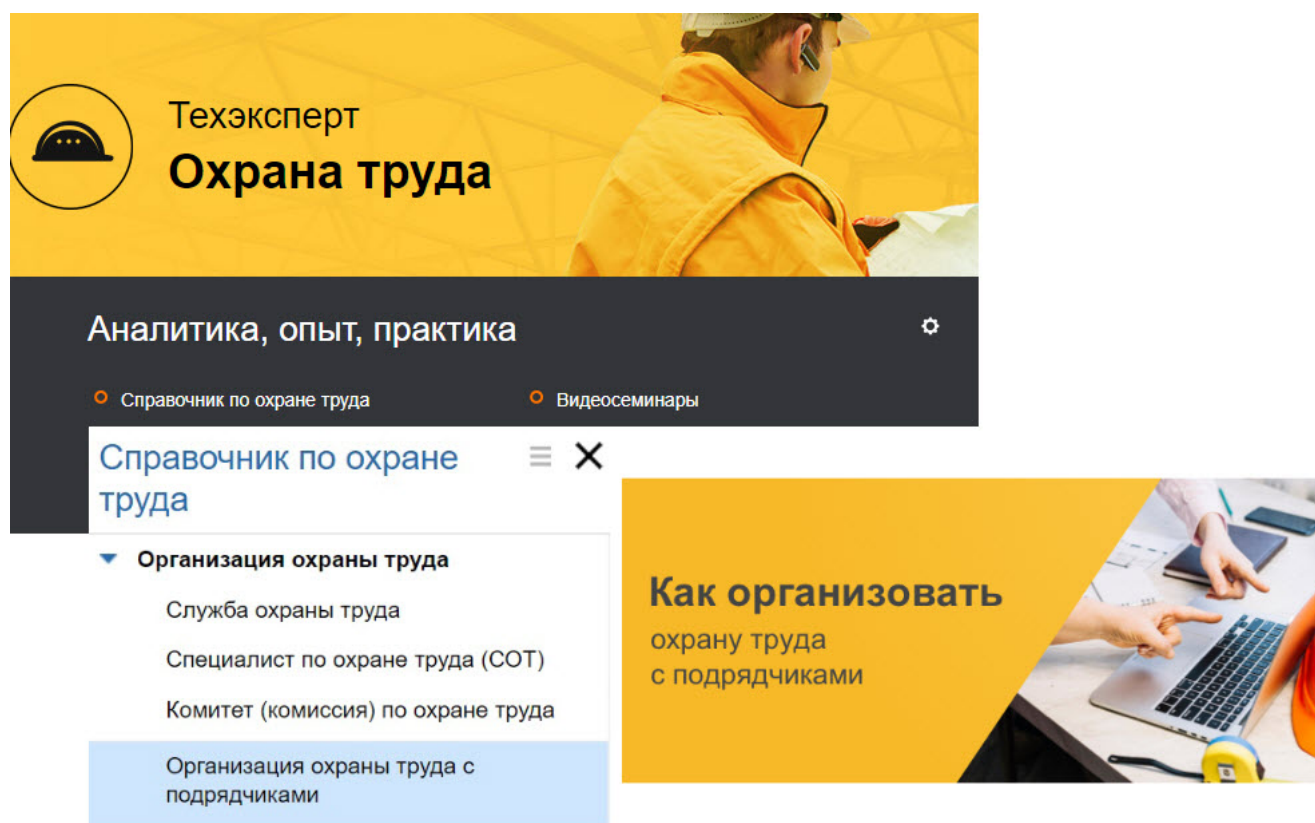 Техэксперт
Охрана труда
Аналитика, опыт, практика
Справочник по охране труда
Видеосеминары
Справочник по охране
труда
Организация охраны труда
Служба охраны труда
Специалист по охране труда (СОТ)
Комитет (комиссия) по охране труда
Организация охраны труда с
подрядчиками
Как организовать
охрану труда
с подрядчиками